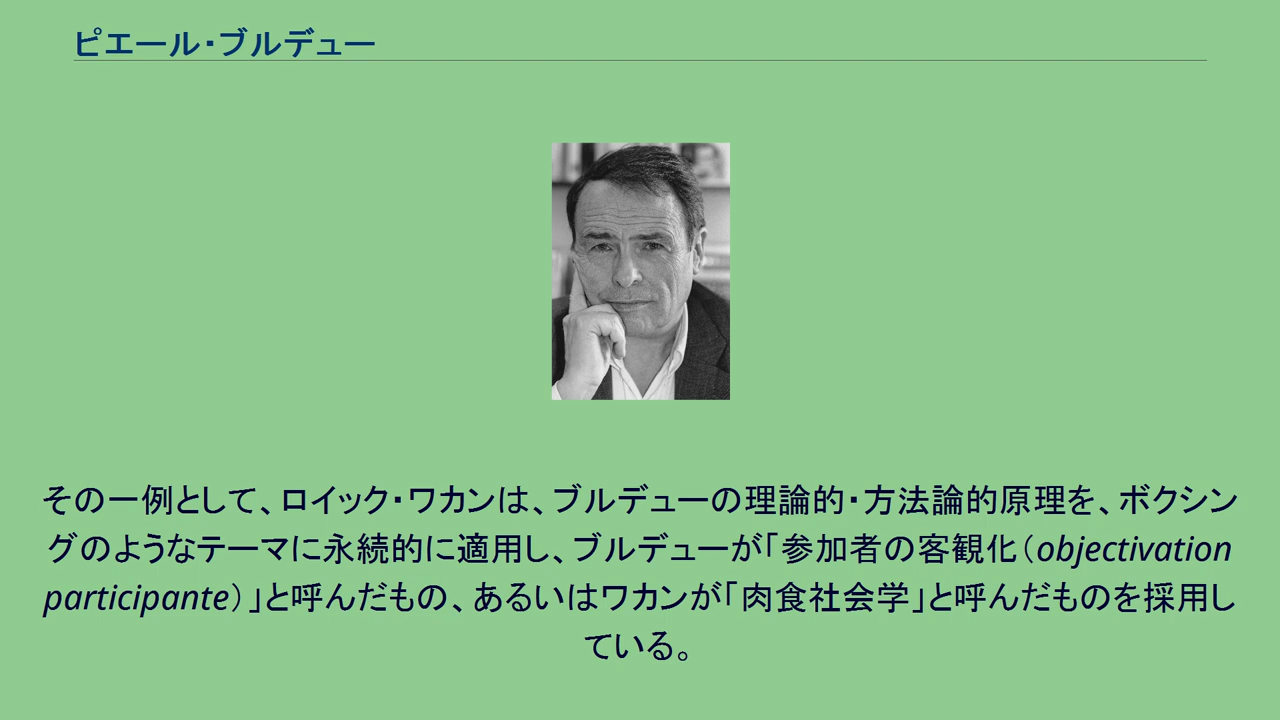 ピエール・ブルデュー
その一例として、ロイック・ワカンは、ブルデューの理論的・方法論的原理を、ボクシン
グのようなテーマに永続的に適用し、ブルデューが「参加者の客観化（objectivation
participante）」と呼んだもの、あるいはワカンが「肉食社会学」と呼んだものを採用し
ている。